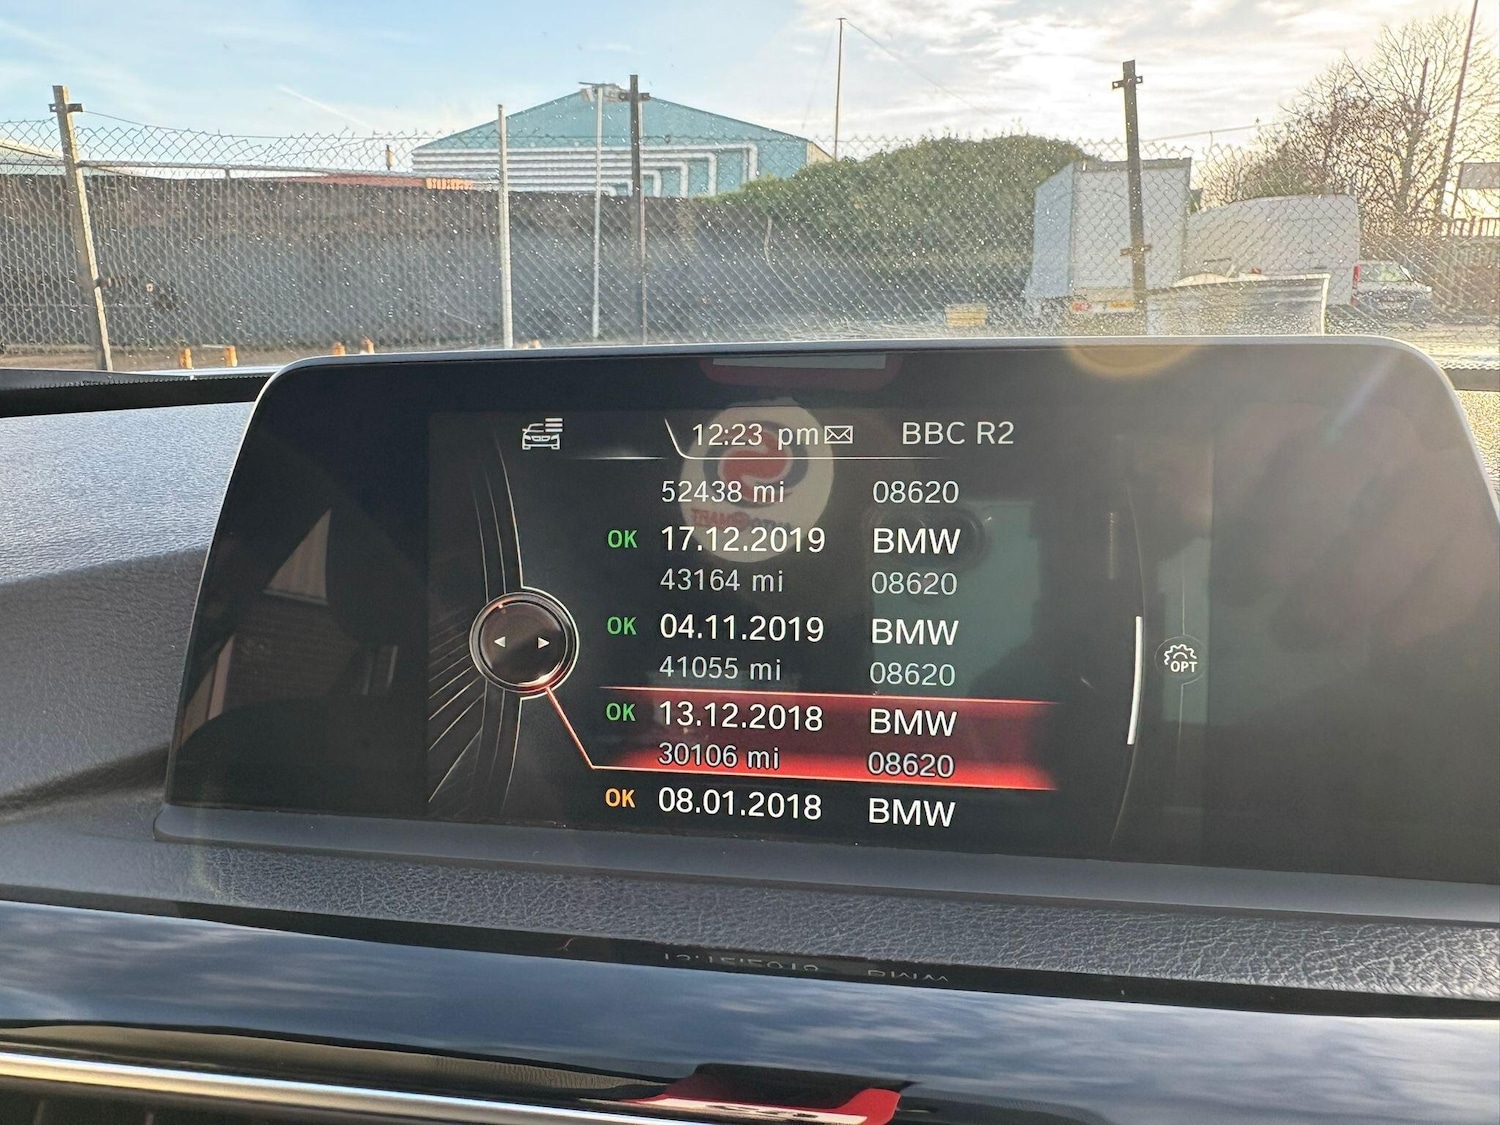 12:23 pm BBC R2
52438 mi 08620
OK 17.12.2019 BMW
43164 mi 08620
OK 04.11.2019 BMW
41055 mi 08620
OK 13.12.2018 BMW
30106 mi 08620
OK 08.01.2018 BMW
OPT